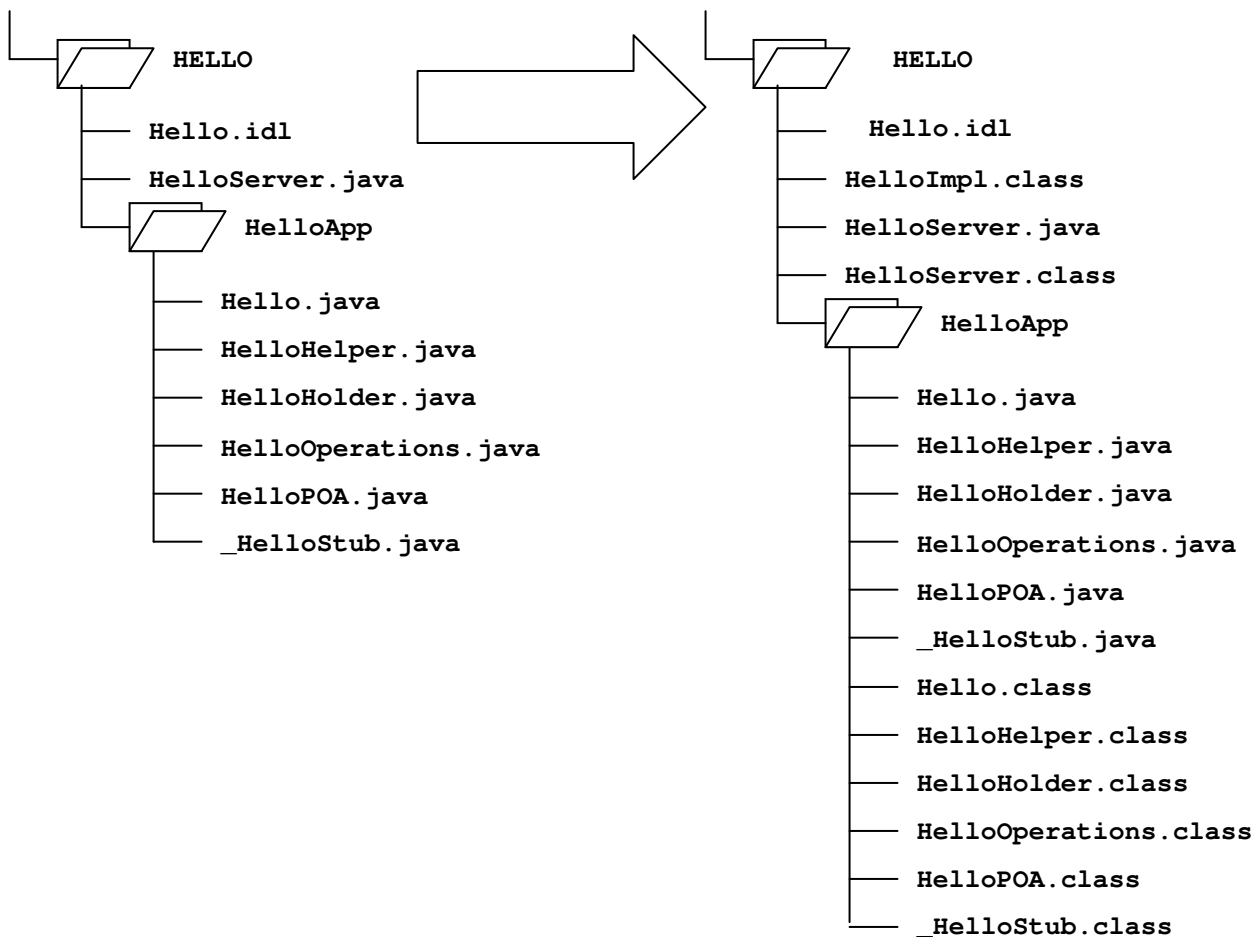 HELLO
Hello.idl
HelloServer.java
HelloApp
Hello.java
HelloHelper.java
HelloHolder.java
HelloOperations.java
HelloPOA.java
_HelloStub.java
HELLO
Hello.idl
HelloImpl.class
HelloServer.java
HelloServer.class
HelloApp
Hello.java
HelloHelper.java
HelloHolder.java
HelloOperations.java
HelloPOA.java
_HelloStub.java
Hello.class
HelloHelper.class
HelloHolder.class
HelloOperations.class
HelloPOA.class
_HelloStub.class